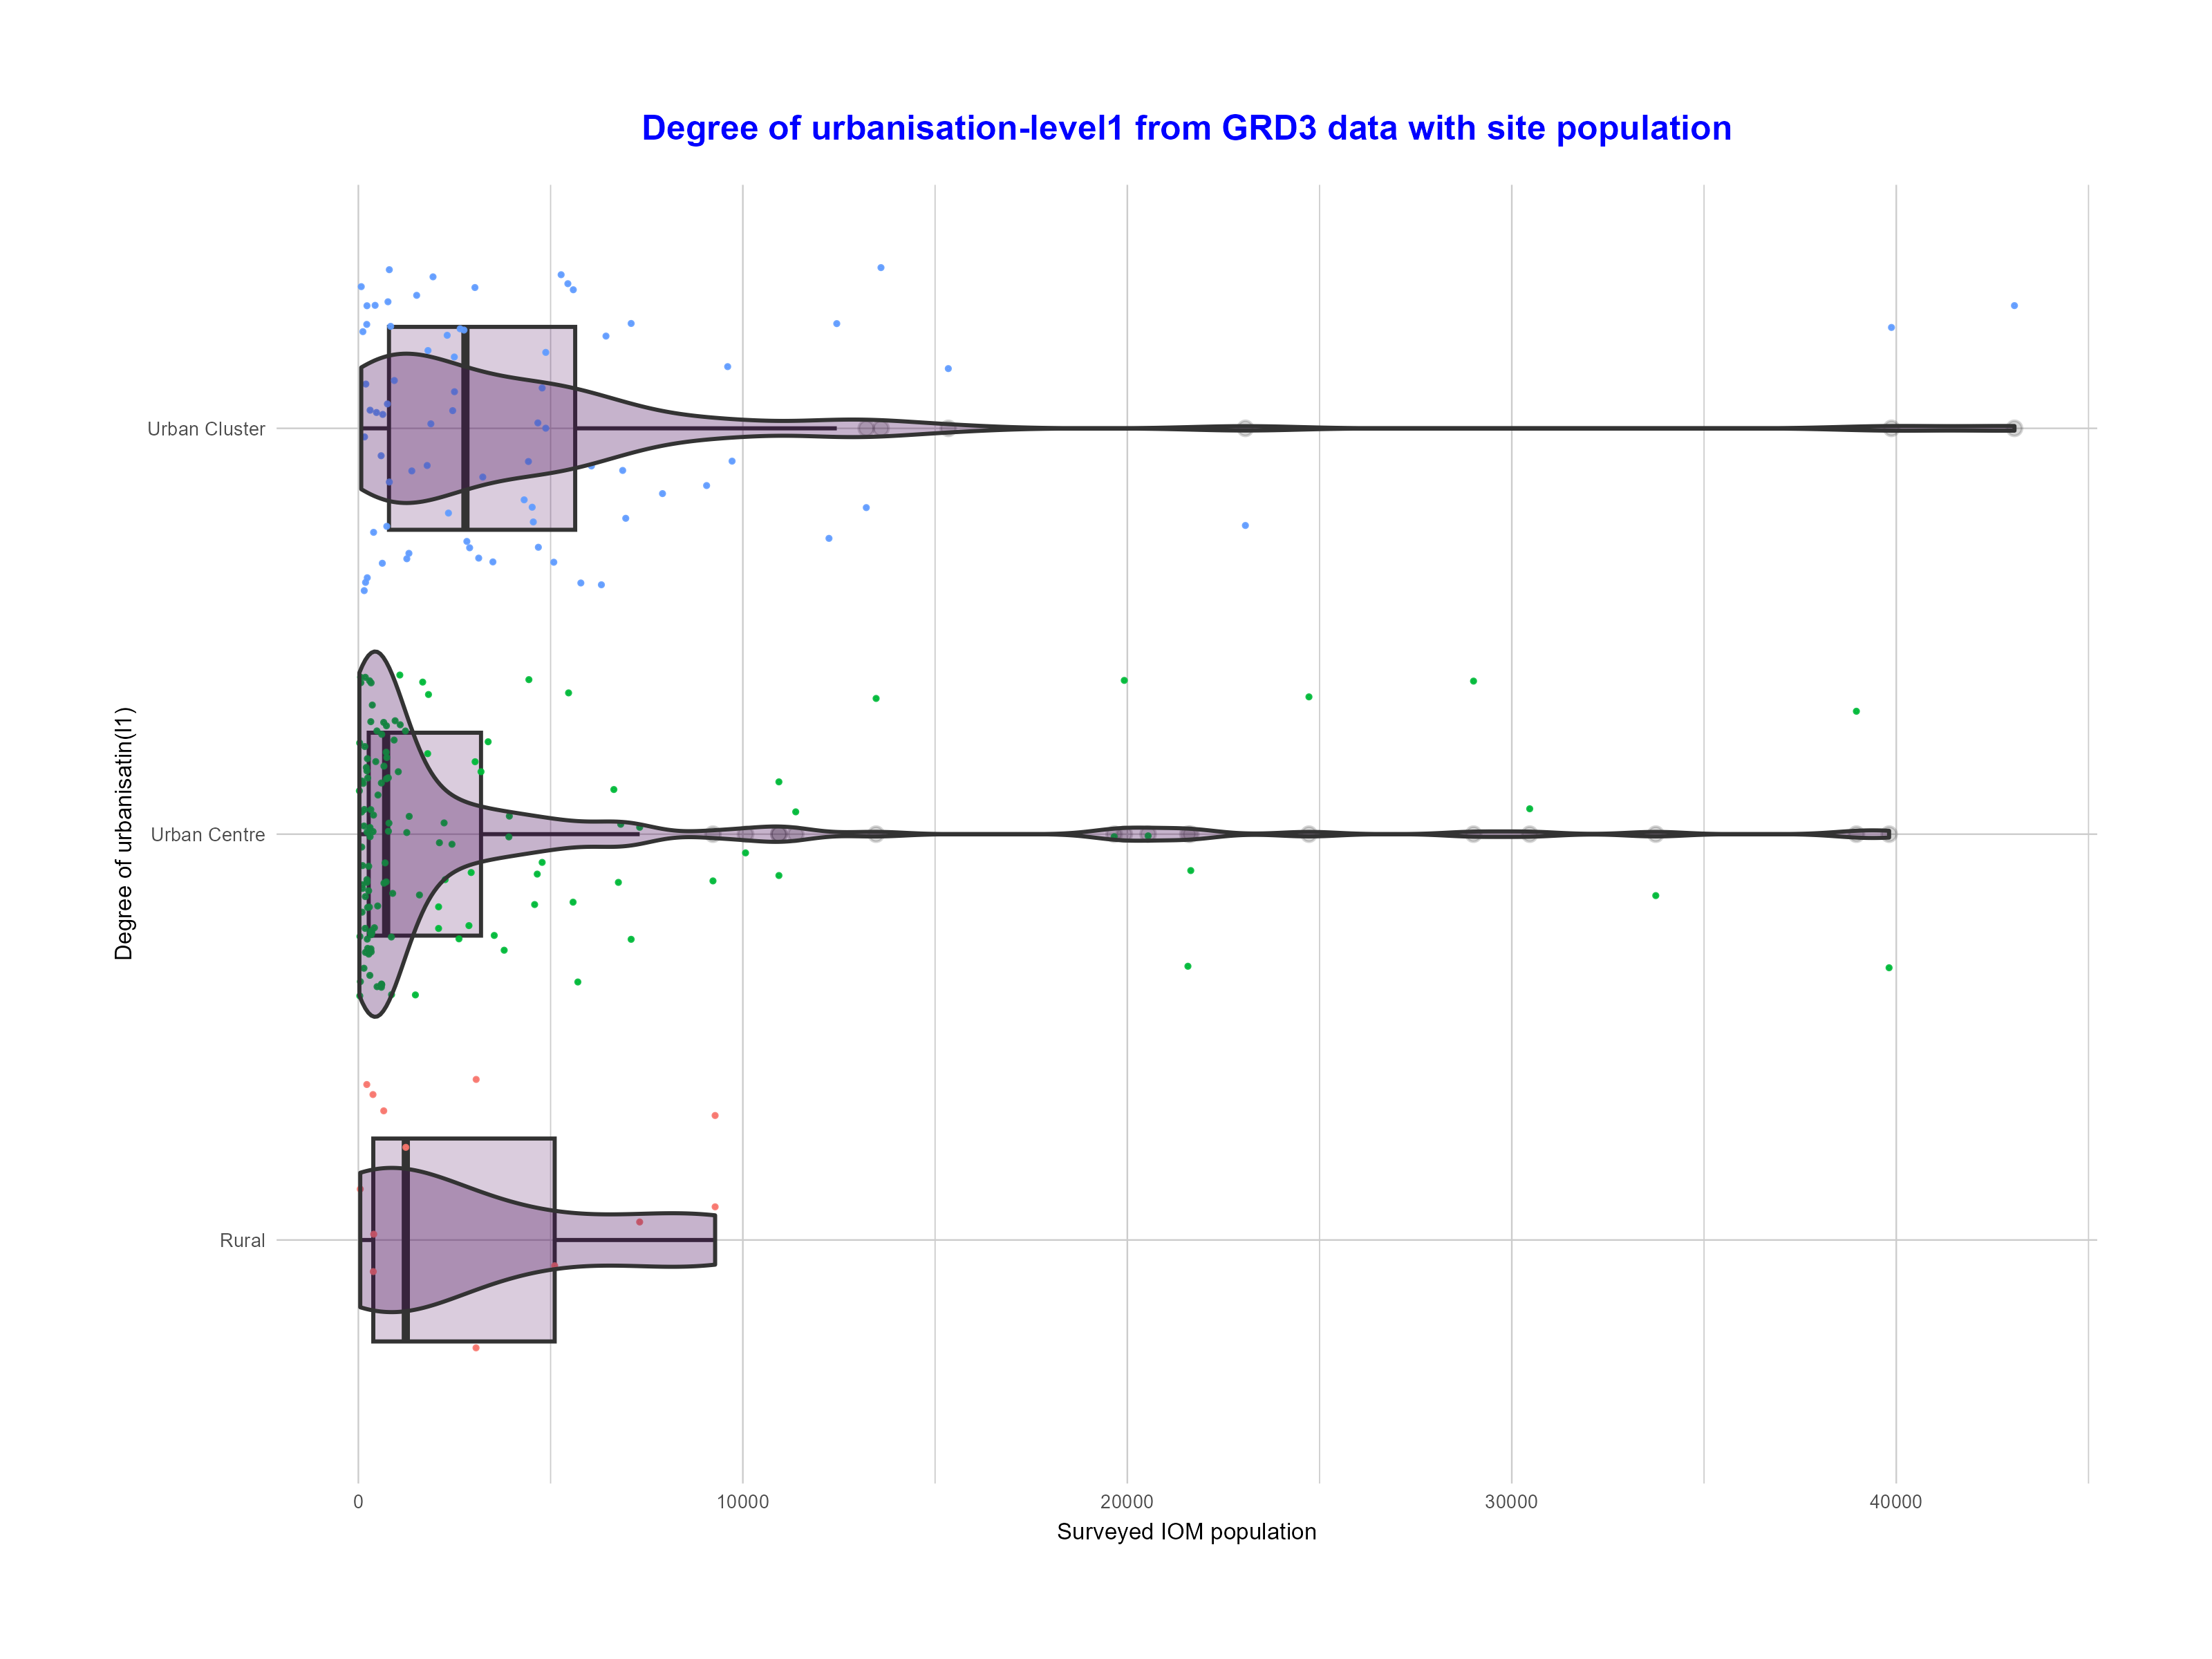 Degree of urbanisation-level1 from GRD3 data with site population
Urban Cluster
Urban Centre
Rural
Degree of urbanisatin(l1)
0 10000 20000 30000 40000
Surveyed IOM population